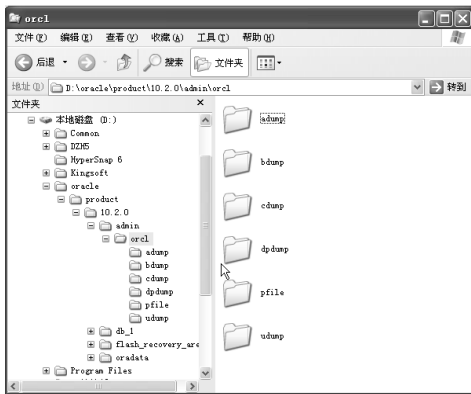 orcl
文件(F) 编辑(E) 查看(V) 收藏(A) 工具(T) 帮助(H)
后退 搜索 文件夹
地址(D) D:\oracle\product\10.2.0\admin\orcl 转到
文件夹 ×
本地磁盘 (D:)
Common
DZH5
HyperSnap 6
Kingsoft
oracle
product
10.2.0
admin
orcl
adump
bdump
cdump
dpdump
pfile
udump
db_1
flash_recovery_are
oradata
Program Files
adump
bdump
cdump
dpdump
pfile
udump